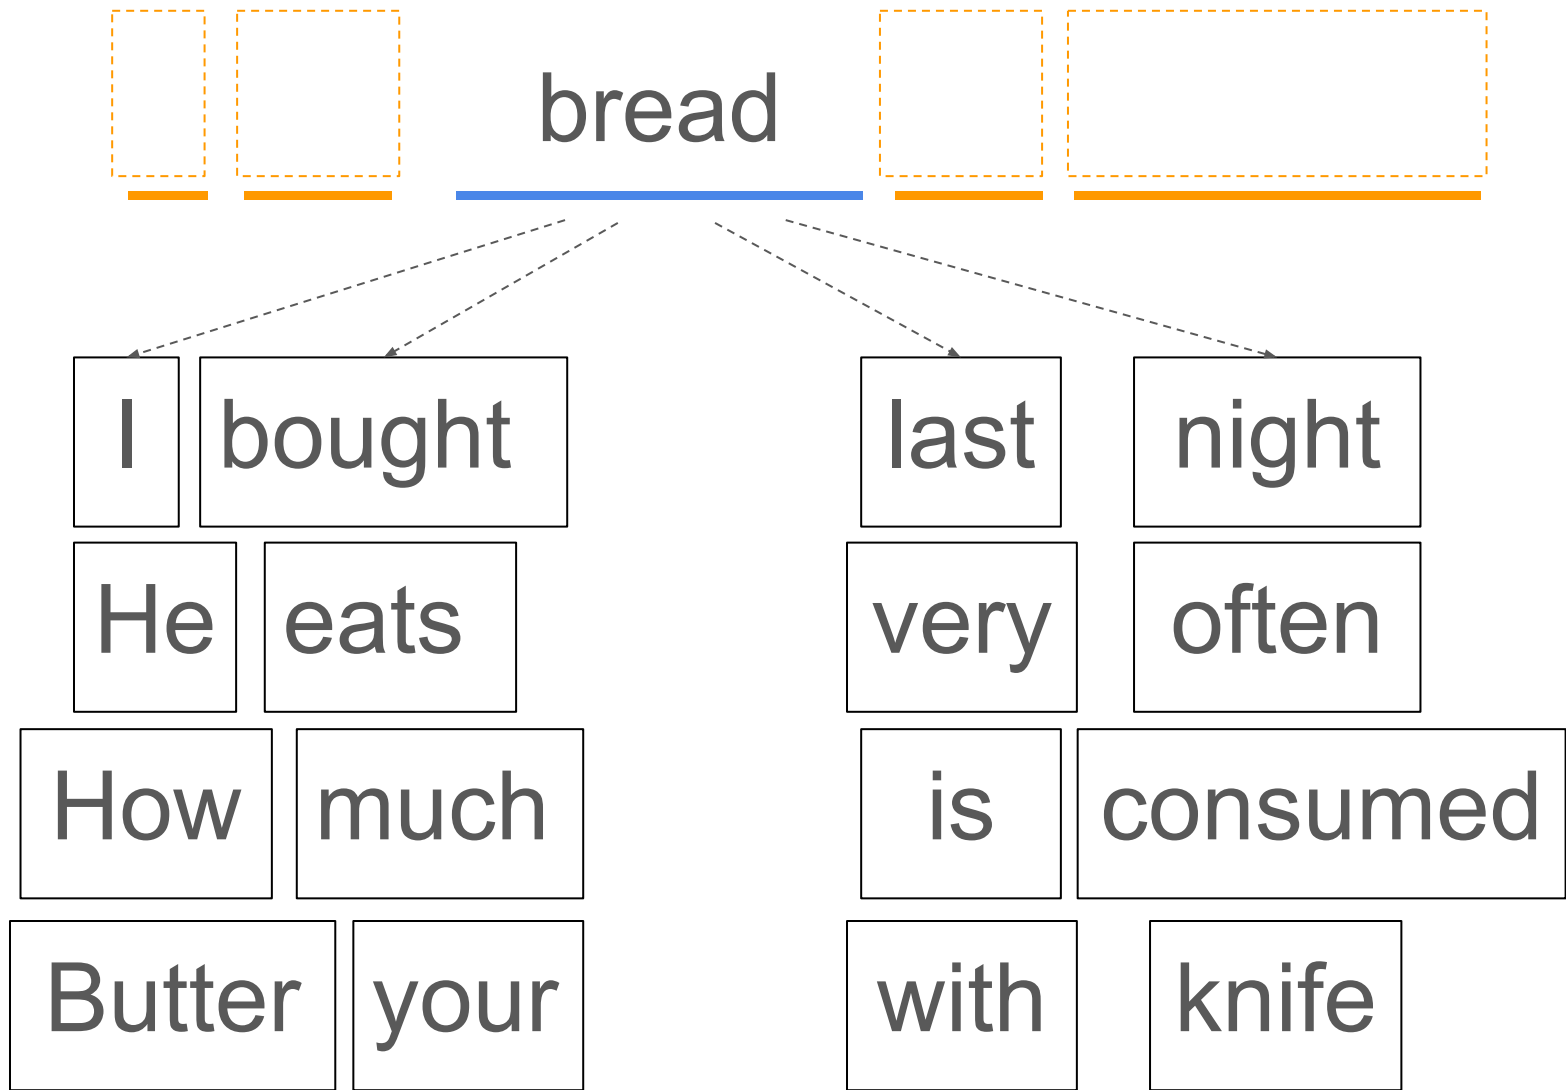 bread
I bought last night
He eats very often
How much is consumed
Butter your with knife